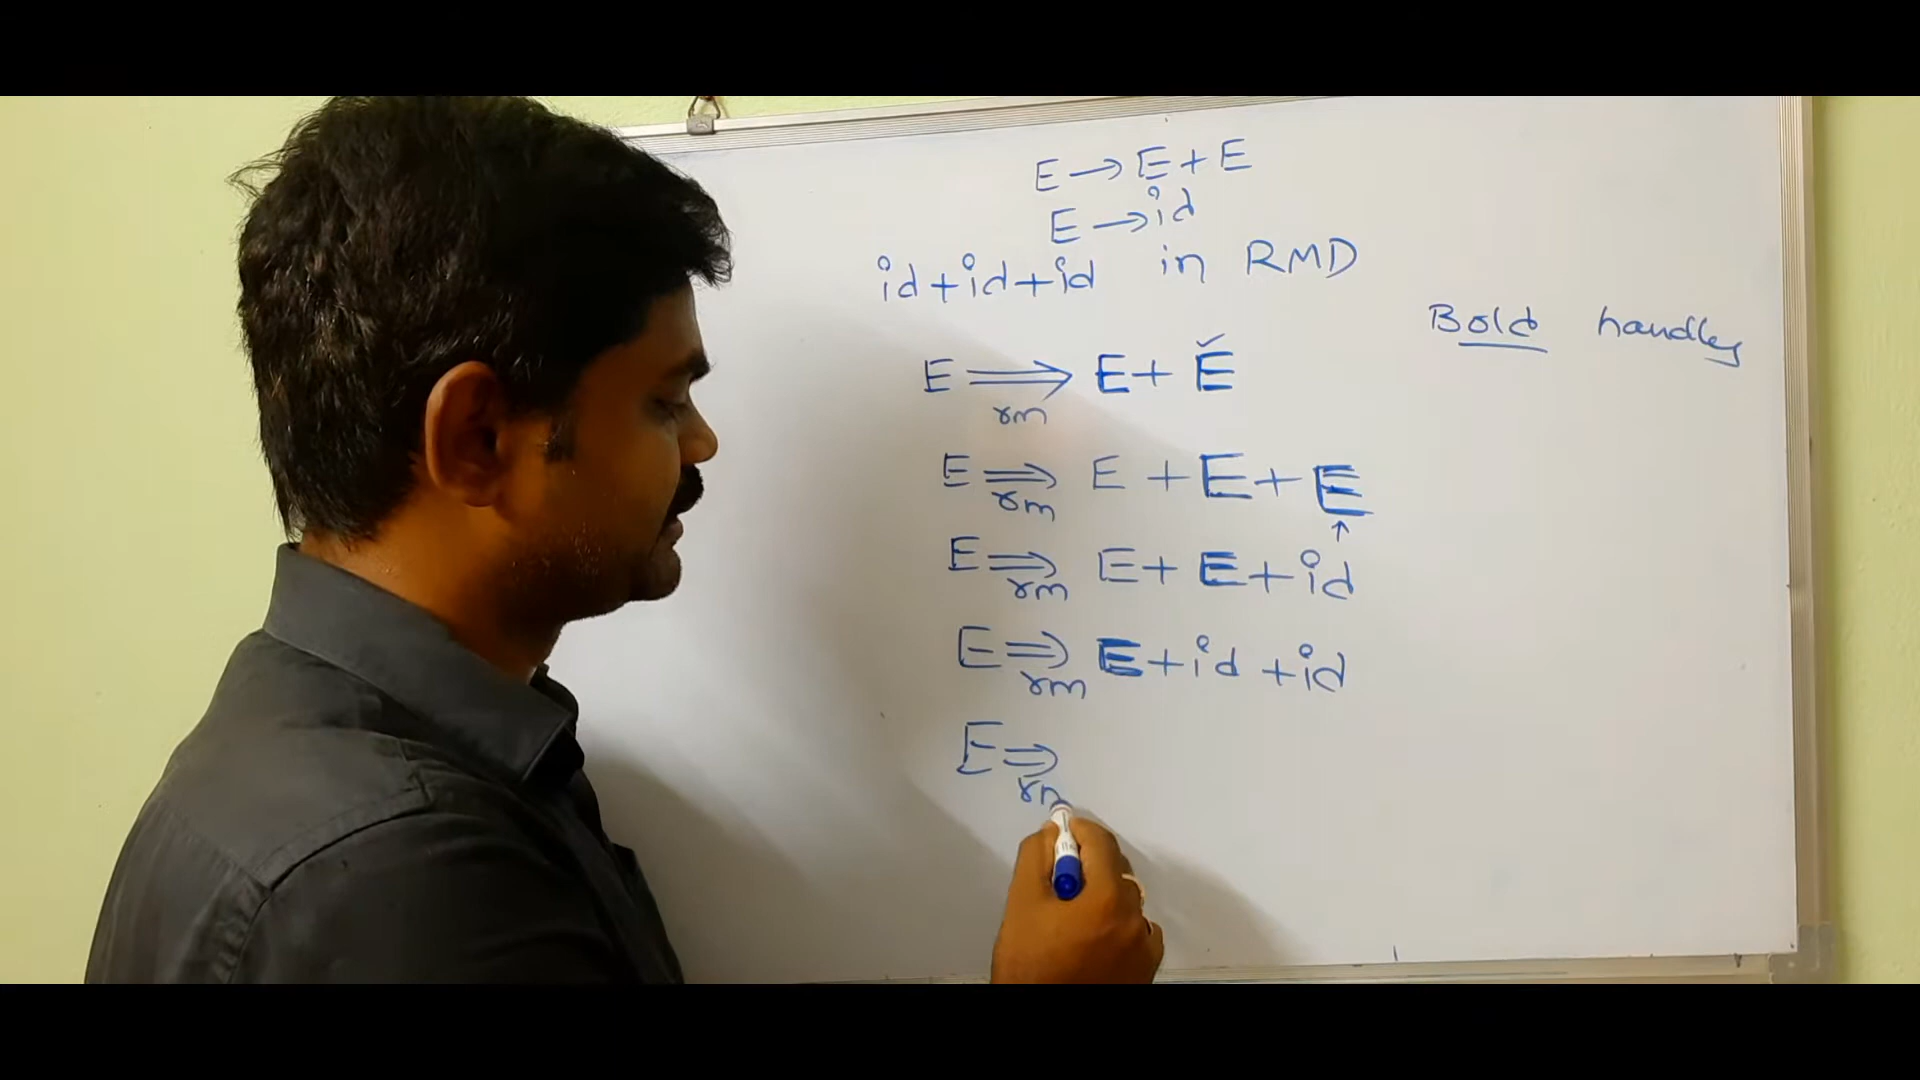 E → E + E
E → id
id + id + id in RMD
Bold handles
E ⇒ E + E
rm
E ⇒ E + E + E
rm
↑
E ⇒ E + E + id
rm
E ⇒ E + id + id
rm
E ⇒
rm